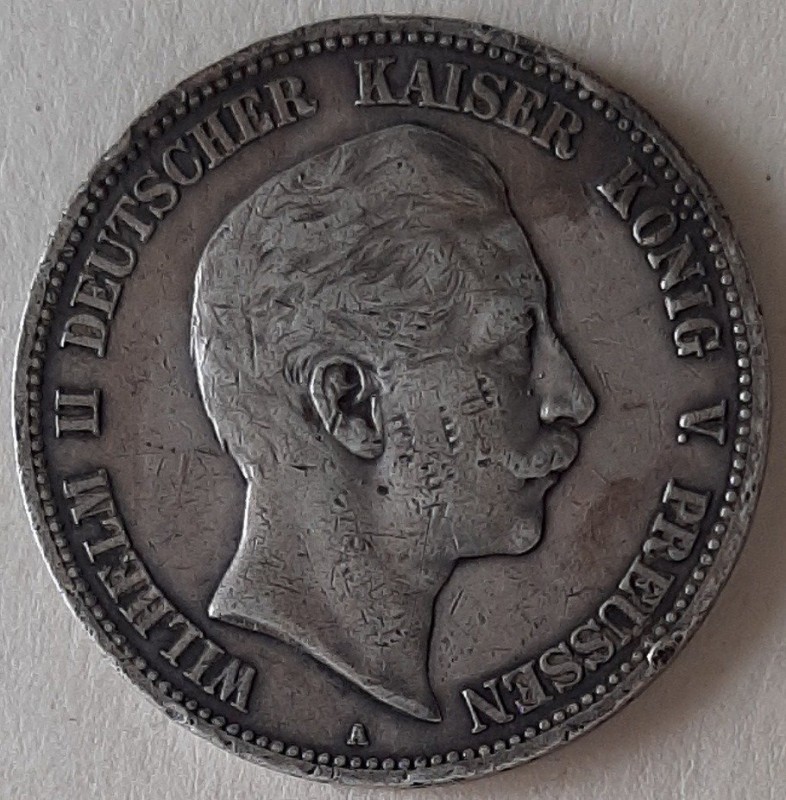 WILHELM II DEUTSCHER KAISER KÖNIG V. PREUSSEN
A